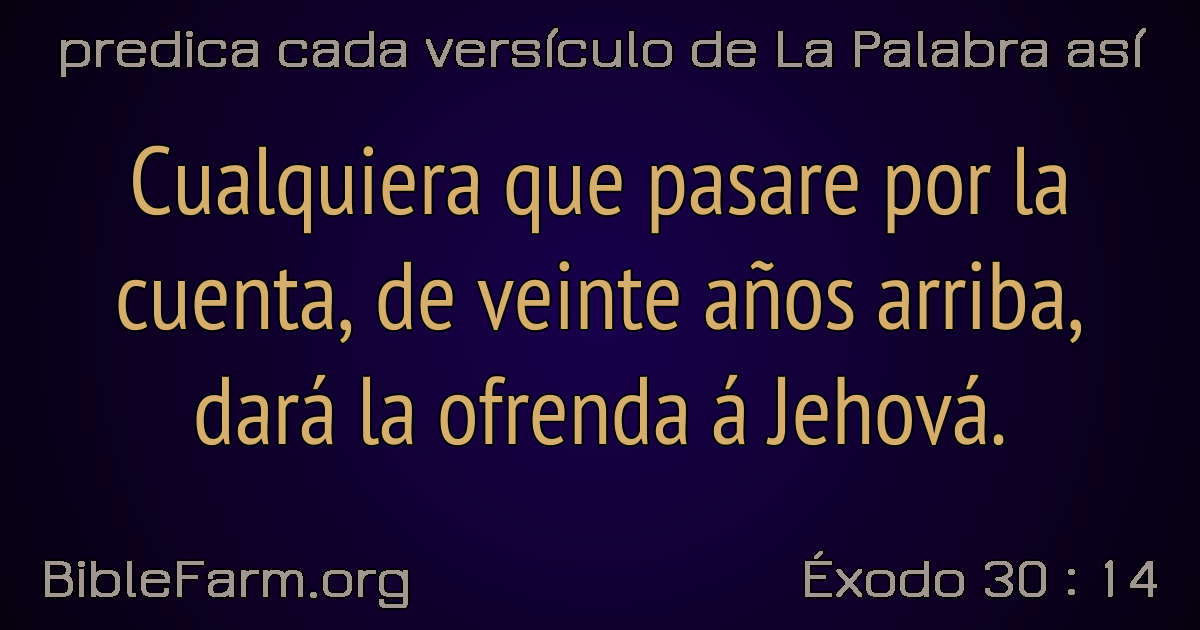 predica cada versículo de La Palabra así
Cualquiera que pasare por la
cuenta, de veinte años arriba,
dará la ofrenda á Jehová.
BibleFarm.org
Éxodo 30 : 14